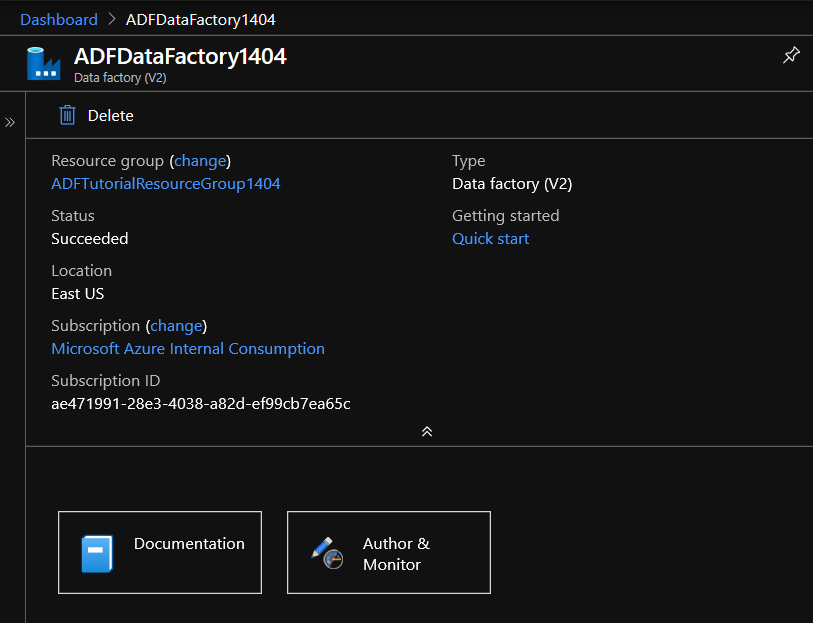 Dashboard > ADFDataFactory1404
ADFDataFactory1404
Data factory (V2)
Delete
Resource group (change)
ADFTutorialResourceGroup1404
Status
Succeeded
Location
East US
Subscription (change)
Microsoft Azure Internal Consumption
Subscription ID
ae471991-28e3-4038-a82d-ef99cb7ea65c
Type
Data factory (V2)
Getting started
Quick start
Documentation
Author &
Monitor